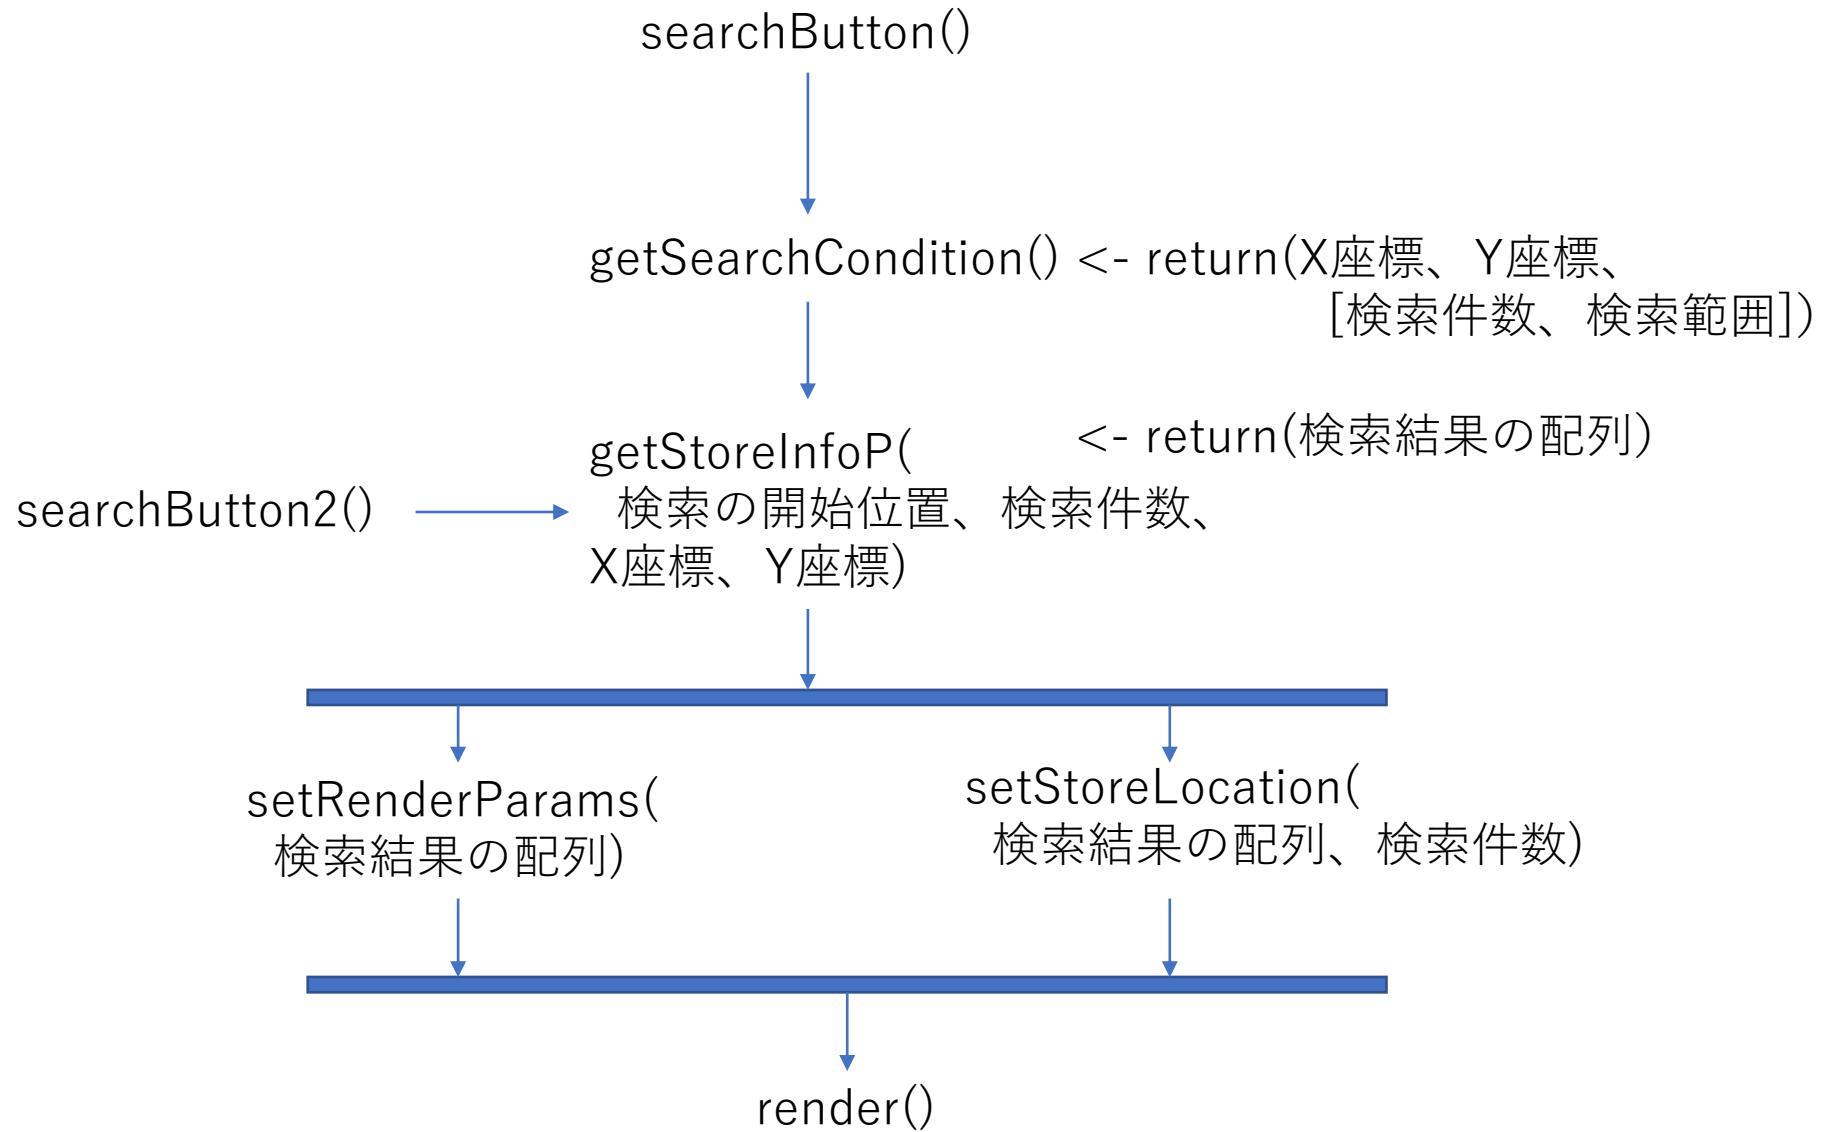 searchButton()
getSearchCondition() <- return(X座標、Y座標、
[検索件数、検索範囲])
getStoreInfoP(
<- return(検索結果の配列)
検索の開始位置、検索件数、
X座標、Y座標)
searchButton2()
setRenderParams(
検索結果の配列)
setStoreLocation(
検索結果の配列、検索件数)
render()